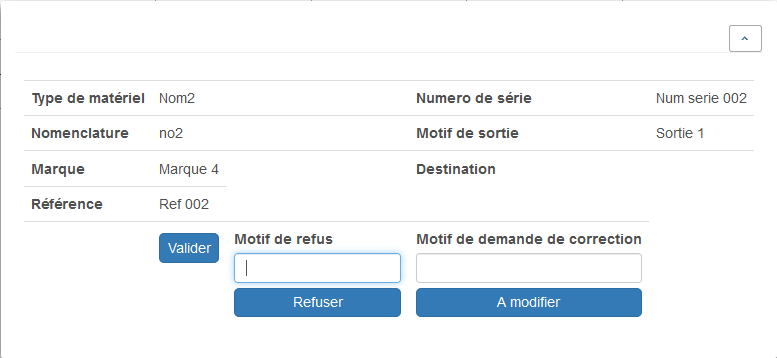 Type de matériel Nom2 Numero de série Num serie 002
Nomenclature no2 Motif de sortie Sortie 1
Marque Marque 4 Destination
Référence Ref 002
Valider Motif de refus Motif de demande de correction
Refuser A modifier